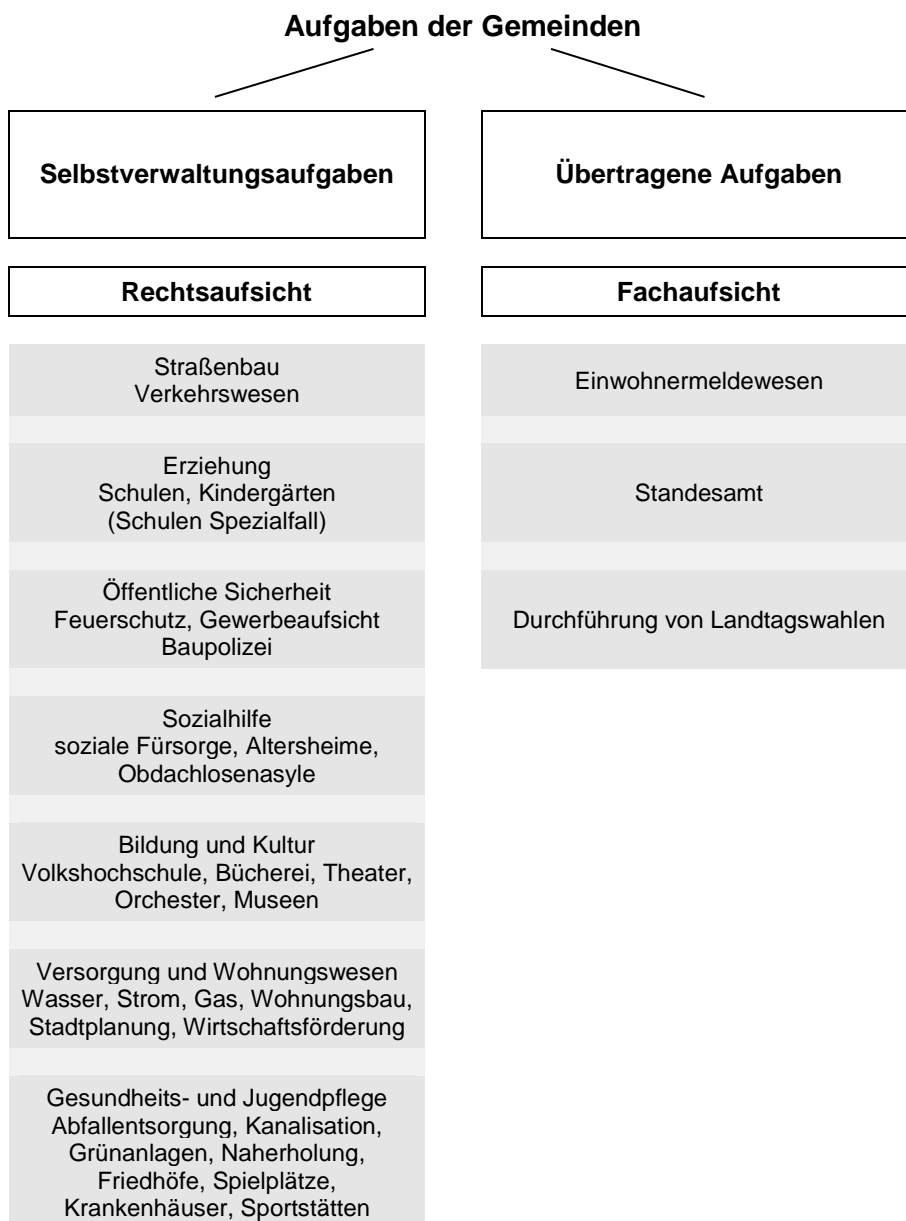 Aufgaben der Gemeinden
Selbstverwaltungsaufgaben
Rechtsaufsicht
Straßenbau
Verkehrswesen
Erziehung
Schulen, Kindergärten
(Schulen Spezialfall)
Öffentliche Sicherheit
Feuerschutz, Gewerbeaufsicht
Baupolizei
Sozialhilfe
soziale Fürsorge, Altersheime,
Obdachlosenasyle
Bildung und Kultur
Volkshochschule, Bücherei, Theater,
Orchester, Museen
Versorgung und Wohnungswesen
Wasser, Strom, Gas, Wohnungsbau,
Stadtplanung, Wirtschaftsförderung
Gesundheits- und Jugendpflege
Abfallentsorgung, Kanalisation,
Grünanlagen, Naherholung,
Friedhöfe, Spielplätze,
Krankenhäuser, Sportstätten
Übertragene Aufgaben
Fachaufsicht
Einwohnermeldewesen
Standesamt
Durchführung von Landtagswahlen